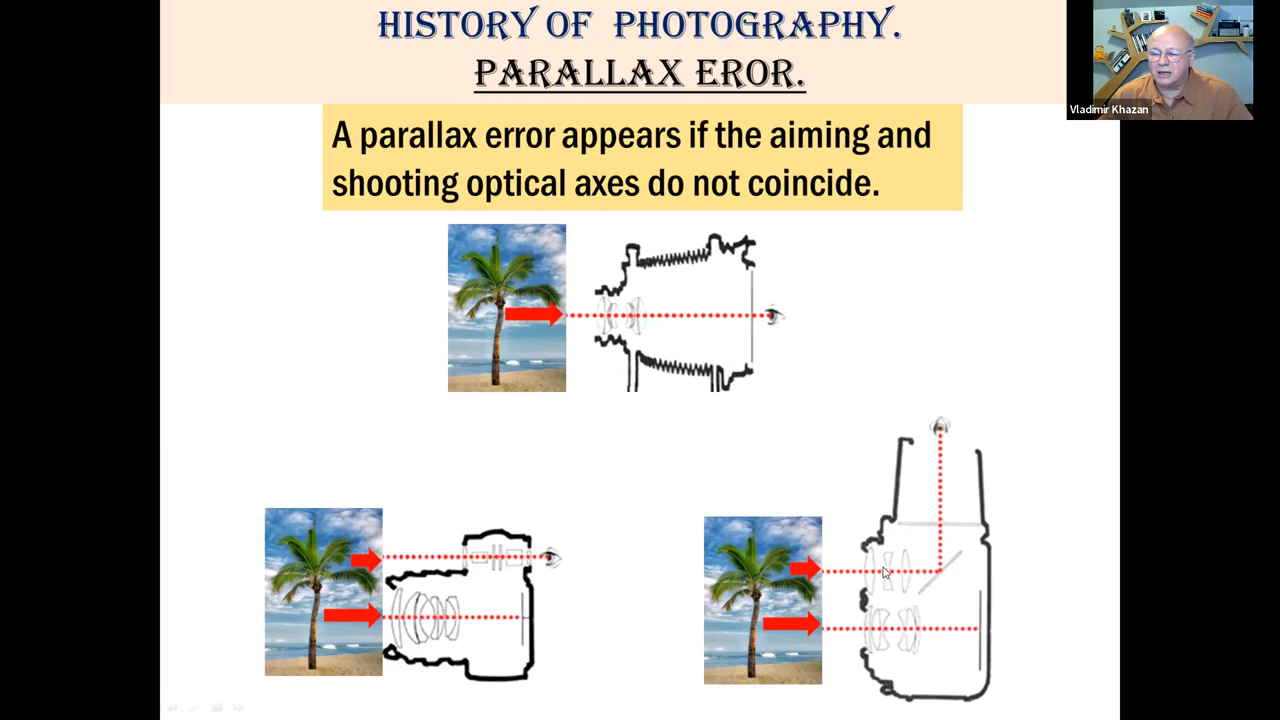 HISTORY OF PHOTOGRAPHY.
PARALLAX EROR.
Vladimir Khazan
A parallax error appears if the aiming and
shooting optical axes do not coincide.